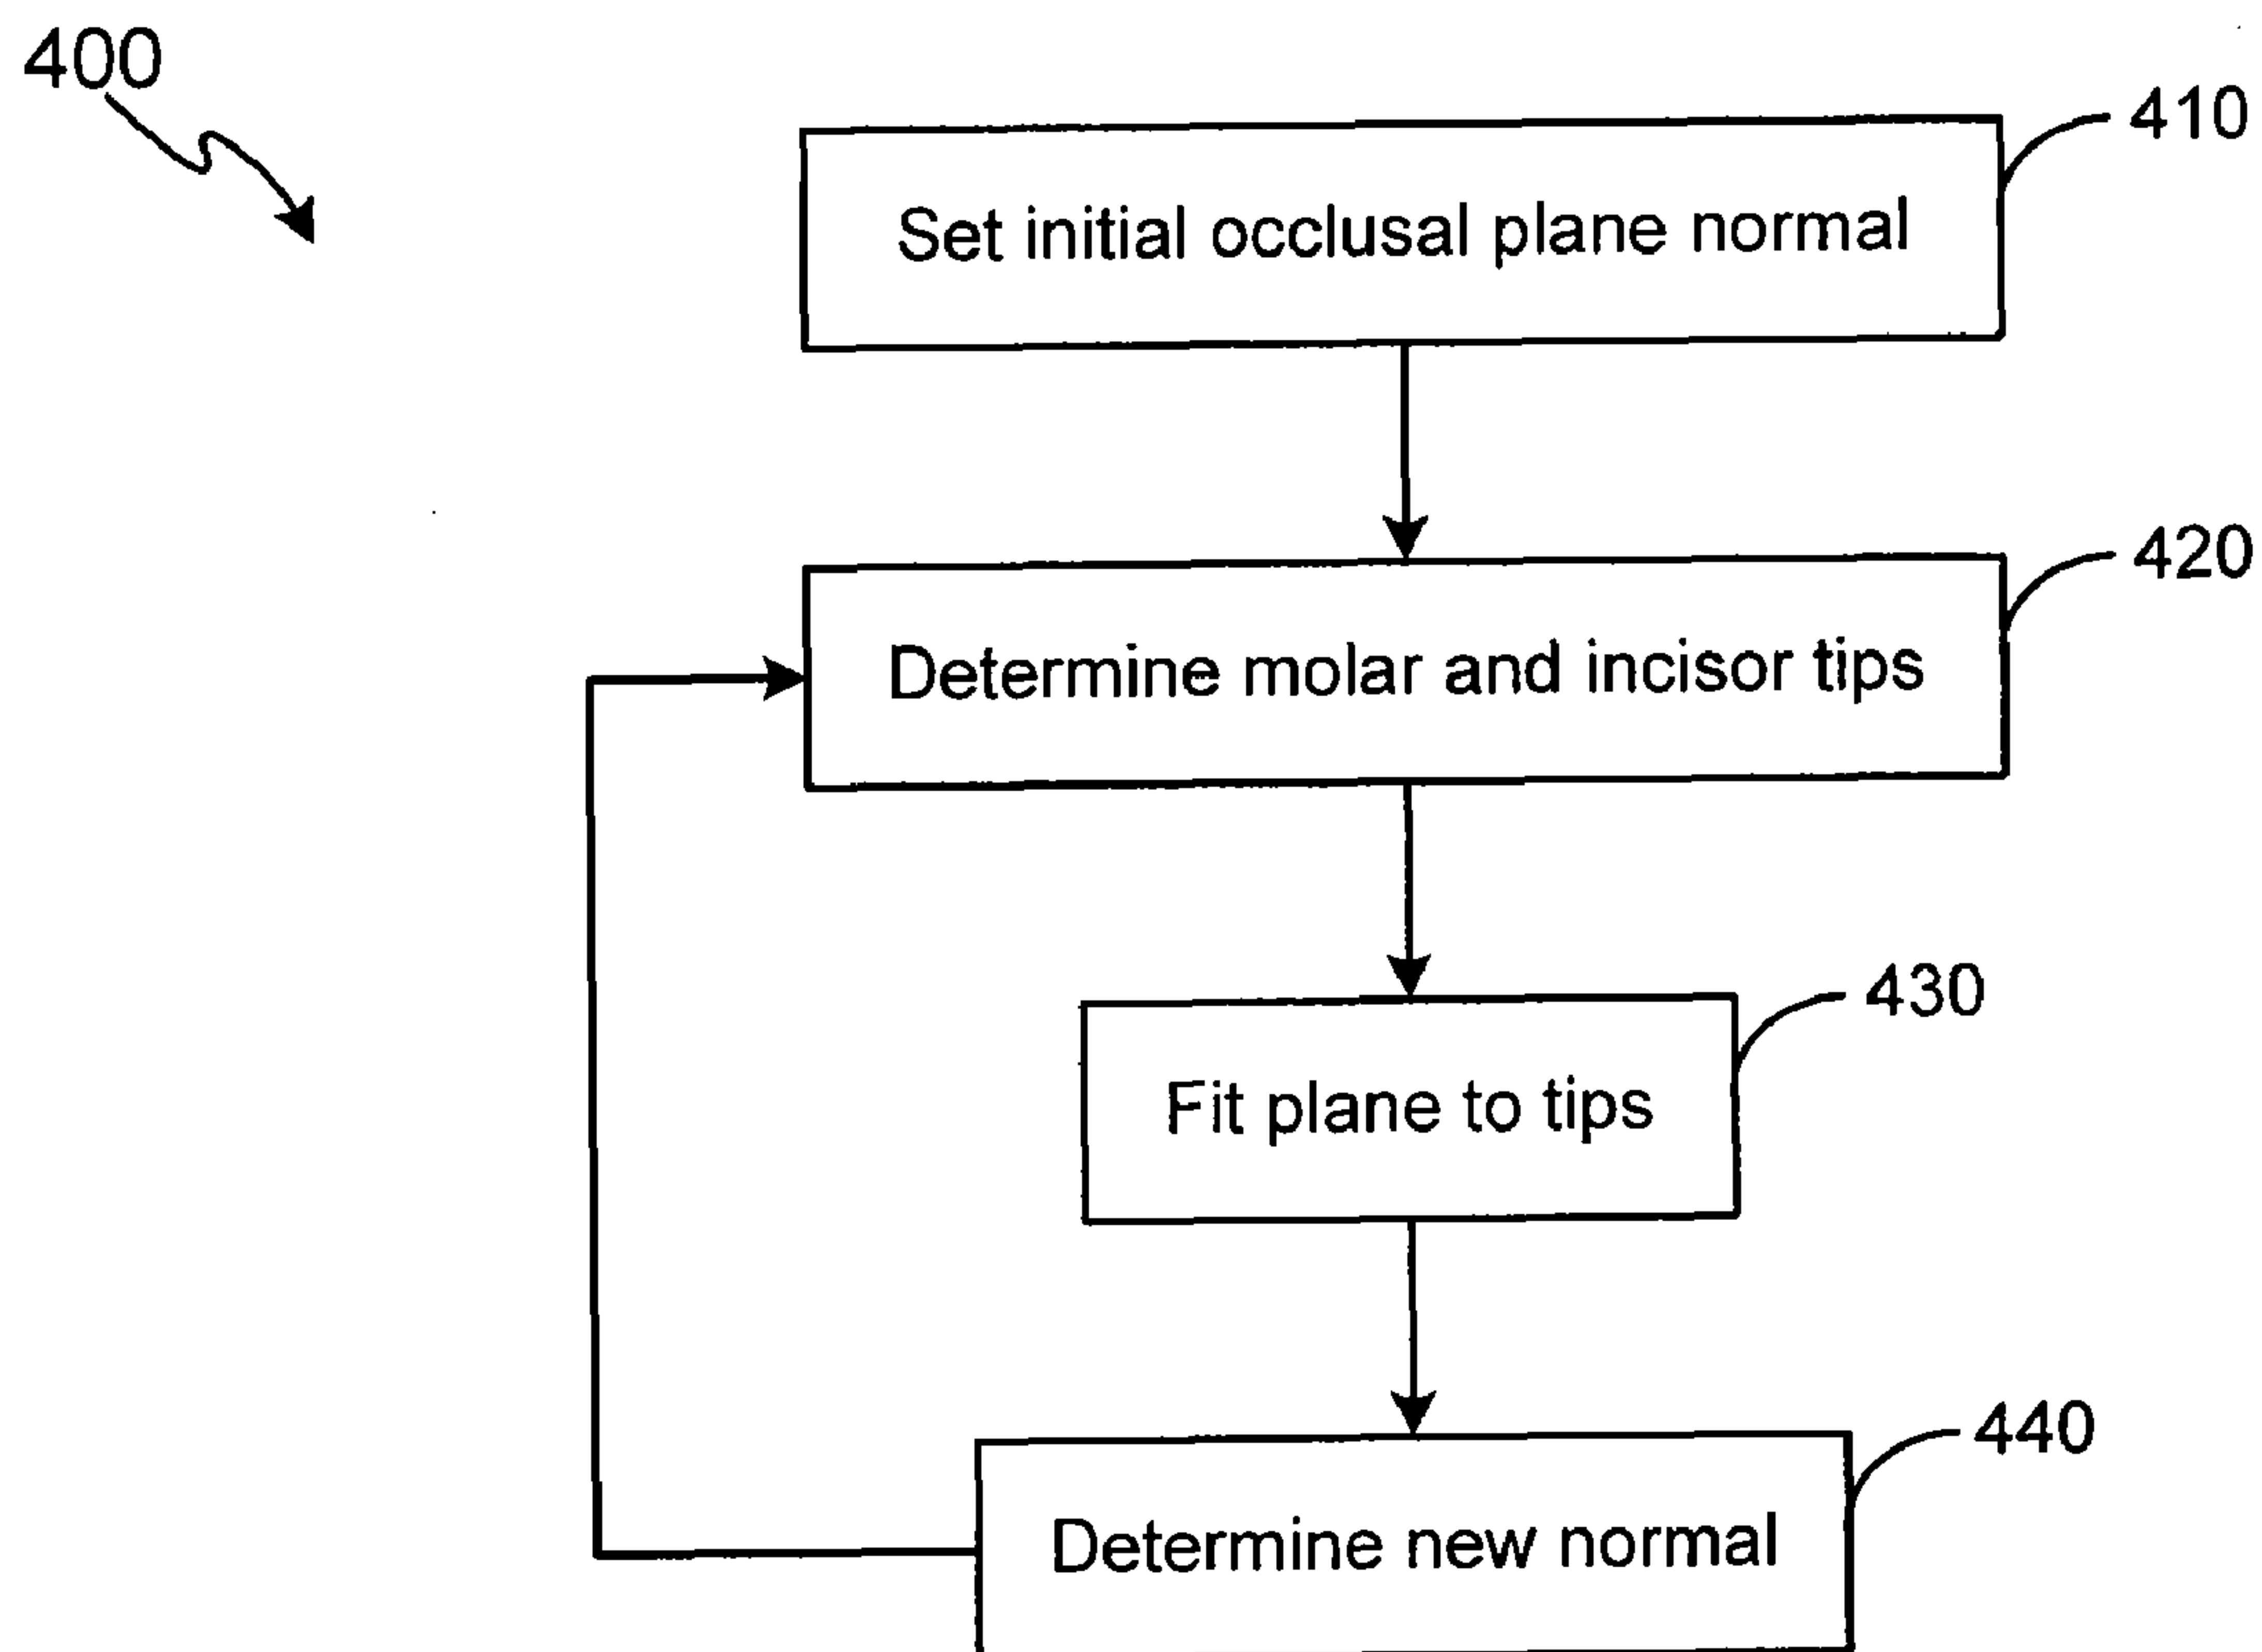 400
410
Set initial occlusal plane normal
420
Determine molar and incisor tips
430
Fit plane to tips
440
Determine new normal